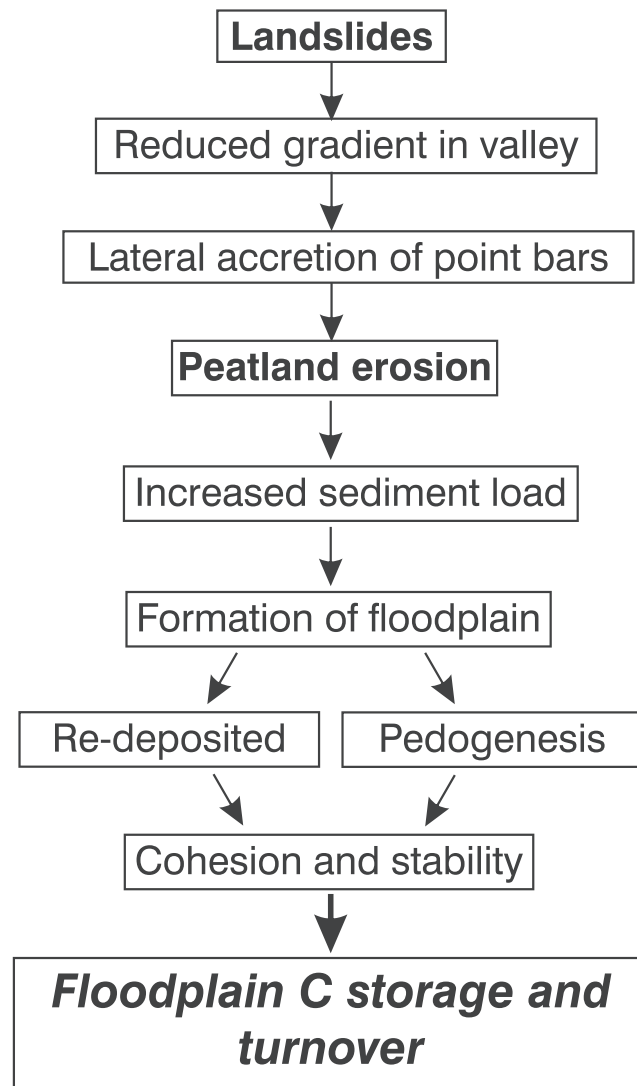 Landslides
Reduced gradient in valley
Lateral accretion of point bars
Peatland erosion
Increased sediment load
Formation of floodplain
Re-deposited
Pedogenesis
Cohesion and stability
Floodplain C storage and
turnover